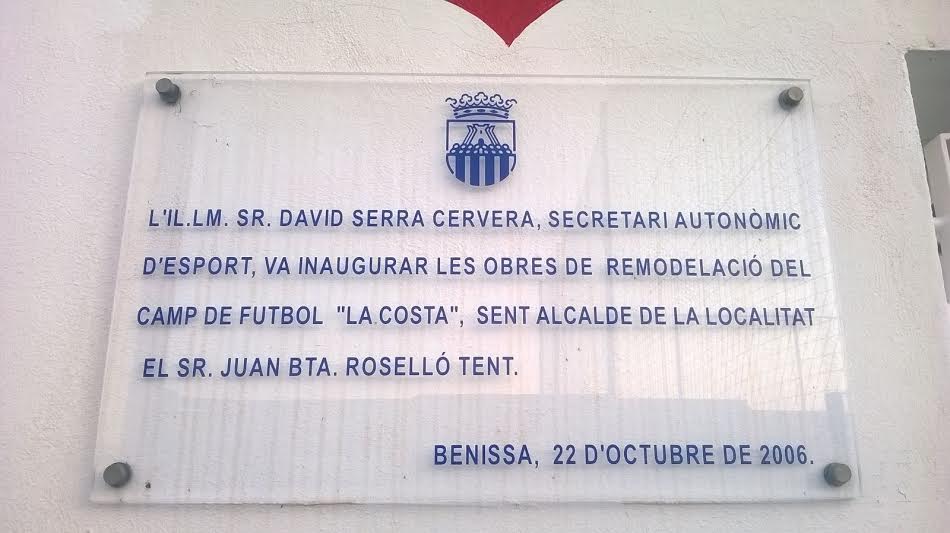 L'IL.LM. SR. DAVID SERRA CERVERA, SECRETARI AUTONÒMIC
D'ESPORT, VA INAUGURAR LES OBRES DE REMODELACIÓ DEL
CAMP DE FUTBOL "LA COSTA", SENT ALCALDE DE LA LOCALITAT
EL SR. JUAN BTA. ROSELLÓ TENT.
BENISSA, 22 D'OCTUBRE DE 2006.